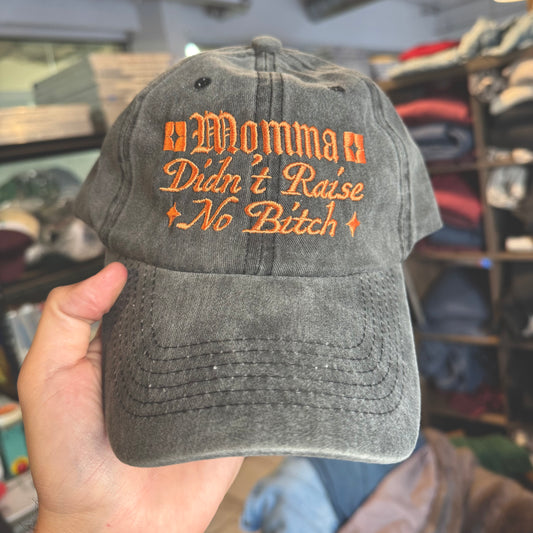 Momma
Didn't Raise
No Bitch